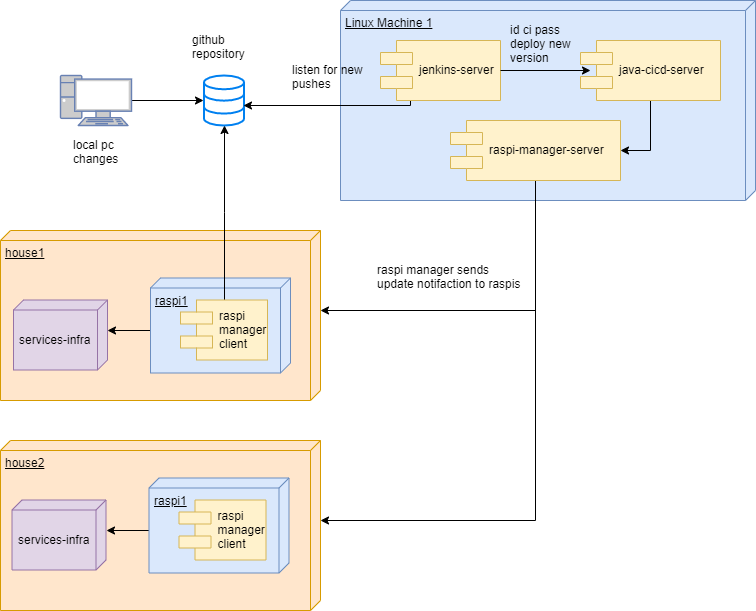 Linux Machine 1
github
repository
id ci pass
deploy new
version
jenkins-server
java-cicd-server
listen for new
pushes
local pc
changes
raspi-manager-server
house1
raspi manager sends
update notifaction to raspis
raspi1
raspi
manager
client
services-infra
house2
raspi1
raspi
manager
client
services-infra